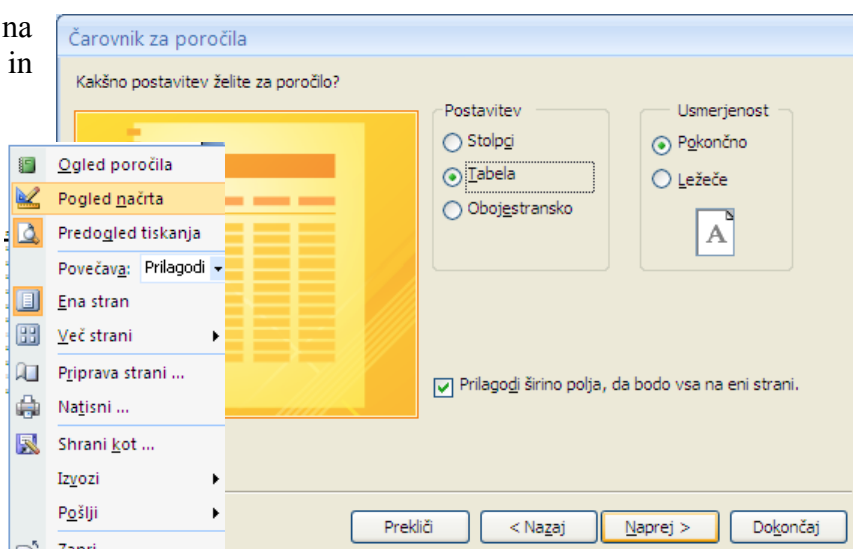 na
in
Čarovnik za poročila
Kakšno postavitev želite za poročilo?
Postavitev
Stolpci
Tabela
Obojestransko
Usmerjenost
Pokončno
Ležeče
A
Prilagodi širino polja, da bodo vsa na eni strani.
Prekliči
< Nazaj
Naprej >
Dokončaj
Ogled poročila
Pogled načrta
Predogled tiskanja
Povečava: Prilagodi
Ena stran
Več strani
Priprava strani ...
Natisni ...
Shrani kot ...
Izvozi
Pošlji
Zapri